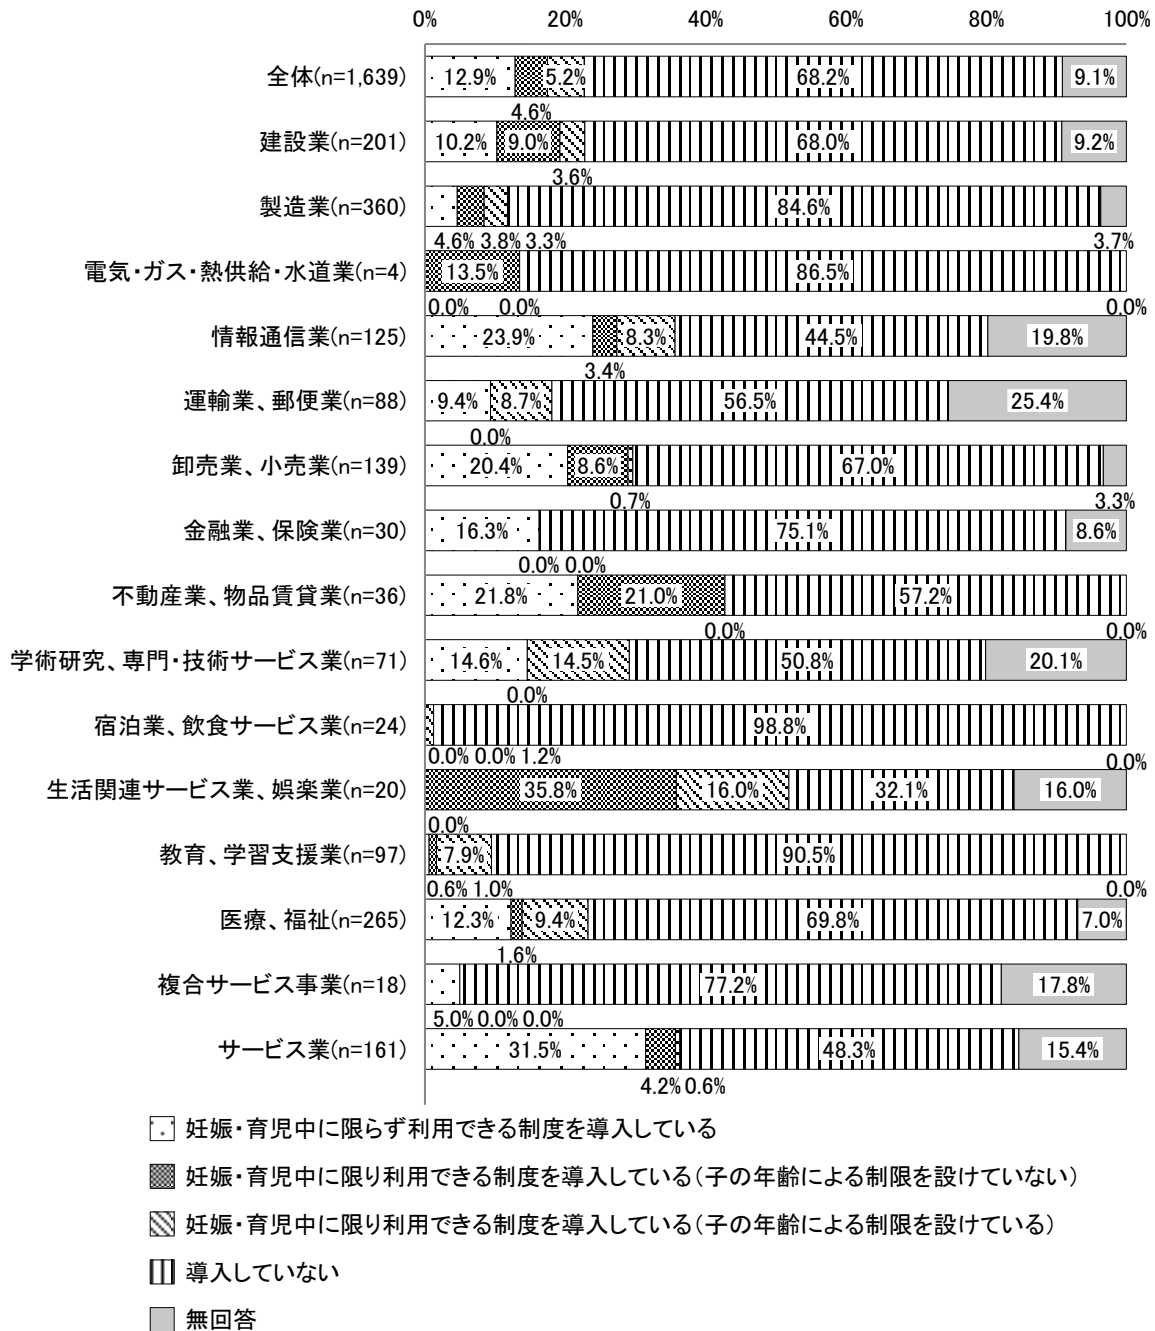 0% 20% 40% 60% 80% 100%
全体(n=1,639) 12.9% 5.2% 68.2% 9.1%
4.6%
建設業(n=201) 10.2% 9.0% 68.0% 9.2%
3.6%
製造業(n=360) 84.6%
4.6% 3.8% 3.3% 3.7%
電気・ガス・熱供給・水道業(n=4) 13.5% 86.5%
0.0% 0.0% 0.0%
情報通信業(n=125) 23.9% 8.3% 44.5% 19.8%
3.4%
運輸業、郵便業(n=88) 9.4% 8.7% 56.5% 25.4%
0.0%
卸売業、小売業(n=139) 20.4% 8.6% 67.0%
0.7% 3.3%
金融業、保険業(n=30) 16.3% 75.1% 8.6%
0.0% 0.0%
不動産業、物品賃貸業(n=36) 21.8% 21.0% 57.2%
0.0% 0.0%
学術研究、専門・技術サービス業(n=71) 14.6% 14.5% 50.8% 20.1%
0.0%
宿泊業、飲食サービス業(n=24) 98.8%
0.0% 0.0% 1.2% 0.0%
生活関連サービス業、娯楽業(n=20) 35.8% 16.0% 32.1% 16.0%
0.0%
教育、学習支援業(n=97) 7.9% 90.5%
0.6% 1.0% 0.0%
医療、福祉(n=265) 12.3% 9.4% 69.8% 7.0%
1.6%
複合サービス事業(n=18) 77.2% 17.8%
5.0% 0.0% 0.0%
サービス業(n=161) 31.5% 48.3% 15.4%
4.2% 0.6%
妊娠・育児中に限らず利用できる制度を導入している
妊娠・育児中に限り利用できる制度を導入している(子の年齢による制限を設けていない)
妊娠・育児中に限り利用できる制度を導入している(子の年齢による制限を設けている)
導入していない
無回答